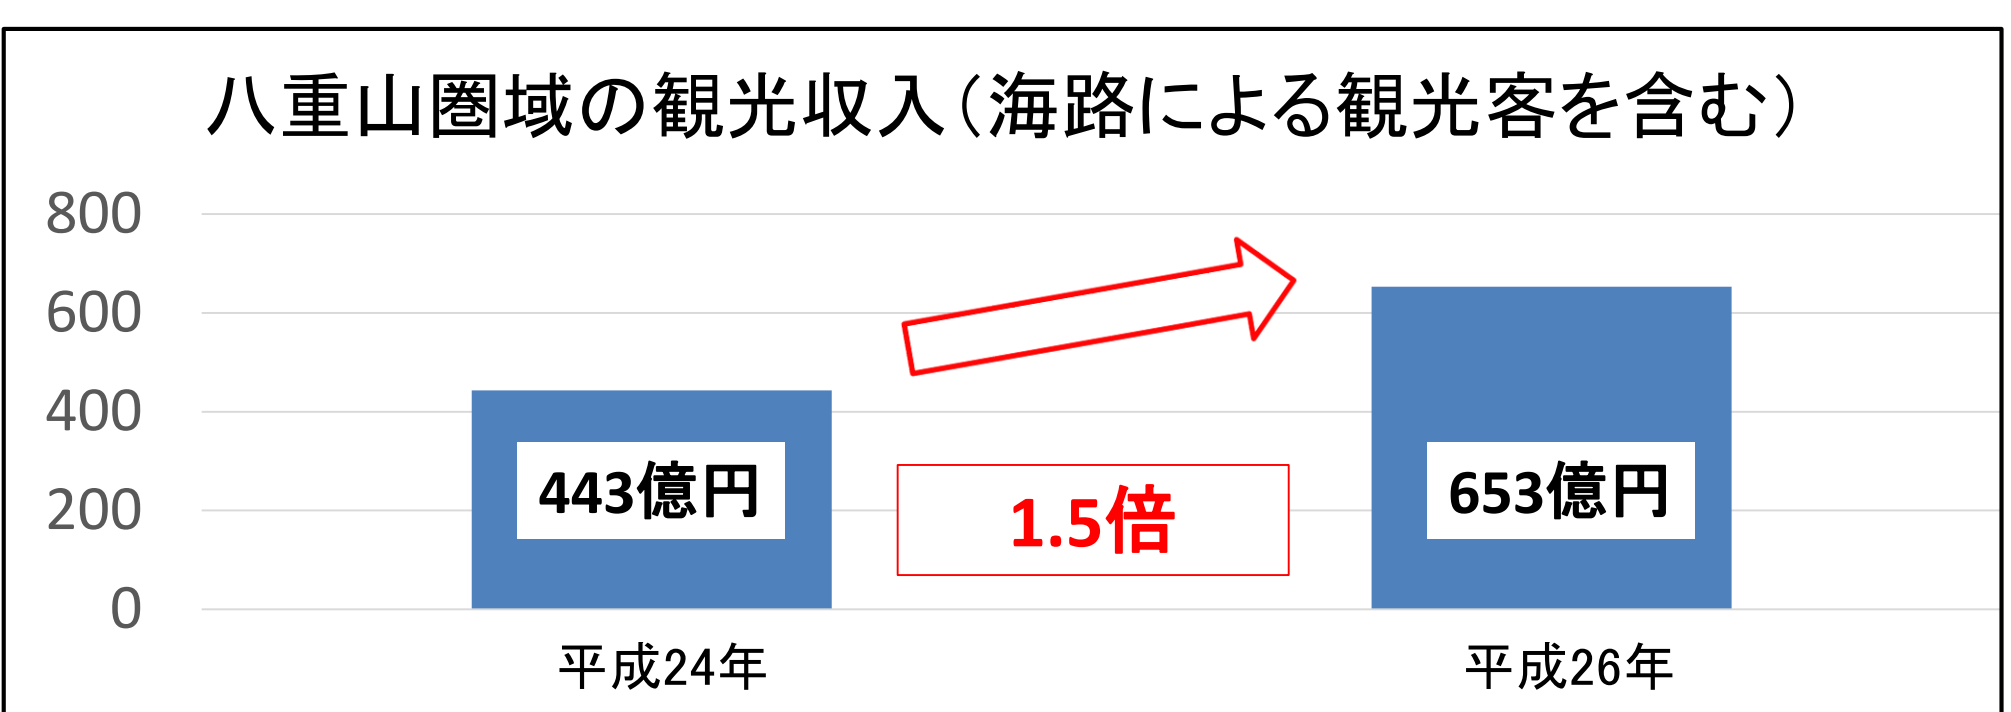 八重山圏域の観光収入（海路による観光客を含む）
800
600
400
200
0
443億円
1.5倍
653億円
平成24年
平成26年